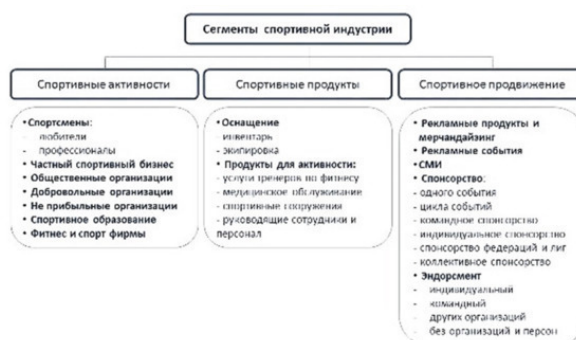 Сегменты спортивной индустрии
Спортивные активности
Спортивные продукты
Спортивное продвижение
•Спортсмены:
- любители
- профессионалы
•Частный спортивный бизнес
•Общественные организации
•Добровольные организации
•Не прибыльные организации
•Спортивное образование
•Фитнес и спорт фирмы
•Оснащение
- инвентарь
- экипировка
•Продукты для активности:
- услуги тренеров по фитнесу
- медицинское обслуживание
- спортивные сооружения
- руководящие сотрудники и
персонал
•Рекламные продукты и
мерчандайзинг
•Рекламные события
•СМИ
•Спонсорство:
- одного события
- цикла событий
- командное спонсорство
- индивидуальное спонсорство
- спонсорство федераций и лиг
- коллективное спонсорство
•Эндорсмент
- индивидуальный
- командный
- других организаций
- без организаций и персон